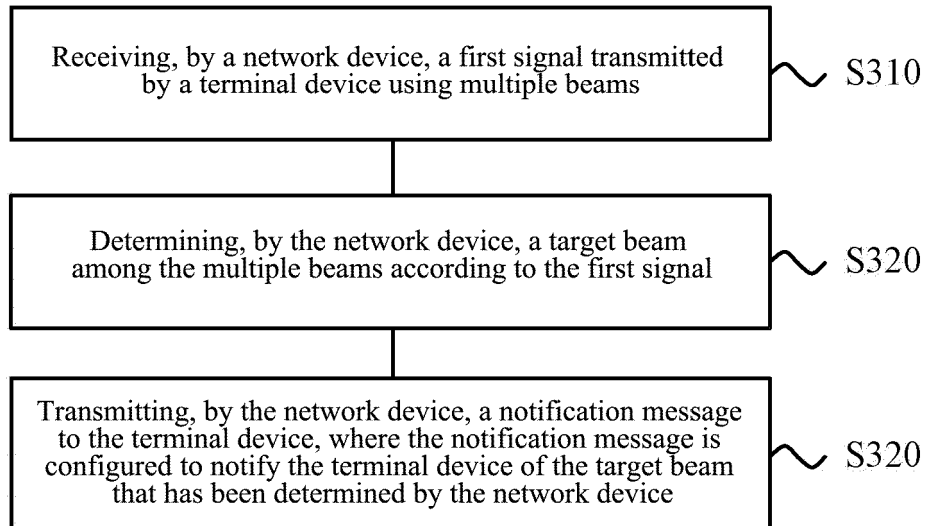 Receiving, by a network device, a first signal transmitted
by a terminal device using multiple beams
S310
Determining, by the network device, a target beam
among the multiple beams according to the first signal
S320
Transmitting, by the network device, a notification message
to the terminal device, where the notification message is
configured to notify the terminal device of the target beam
that has been determined by the network device
S320